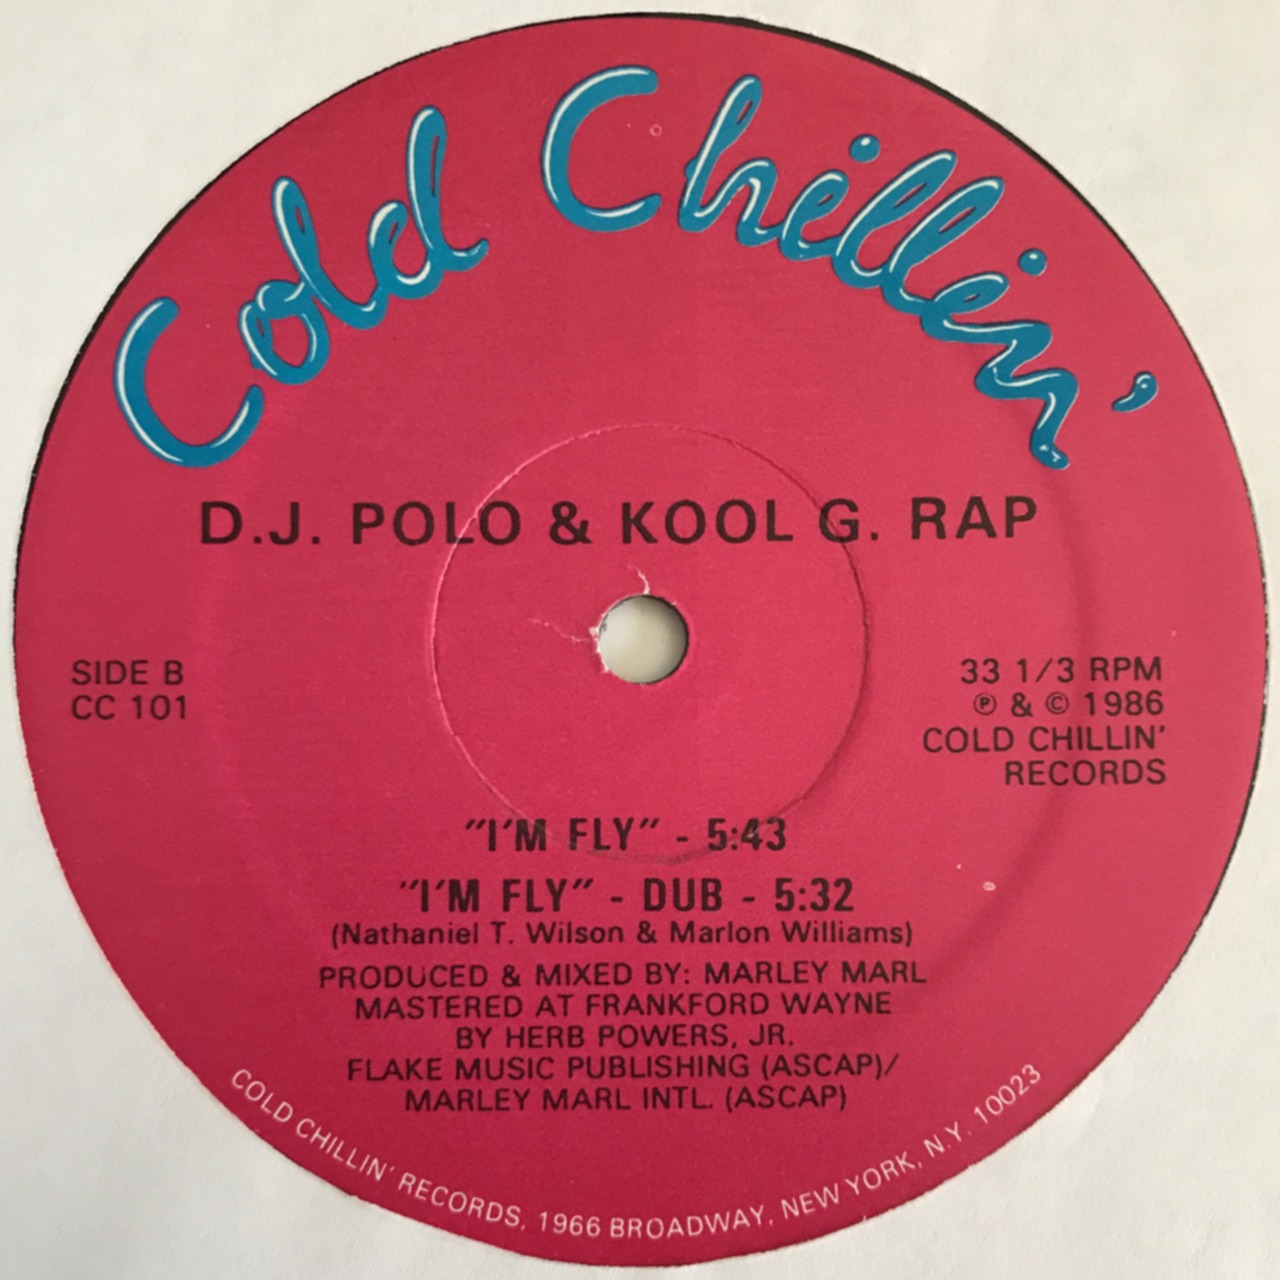 Cold Chillin'
D.J. POLO & KOOL G. RAP
SIDE B
CC 101
33 1/3 RPM
℗ & © 1986
COLD CHILLIN'
RECORDS
"I'M FLY" - 5:43
"I'M FLY" - DUB - 5:32
(Nathaniel T. Wilson & Marlon Williams)
PRODUCED & MIXED BY: MARLEY MARL
MASTERED AT FRANKFORD WAYNE
BY HERB POWERS, JR.
FLAKE MUSIC PUBLISHING (ASCAP)/
MARLEY MARL INTL. (ASCAP)
COLD CHILLIN' RECORDS, 1966 BROADWAY, NEW YORK, N.Y. 10023